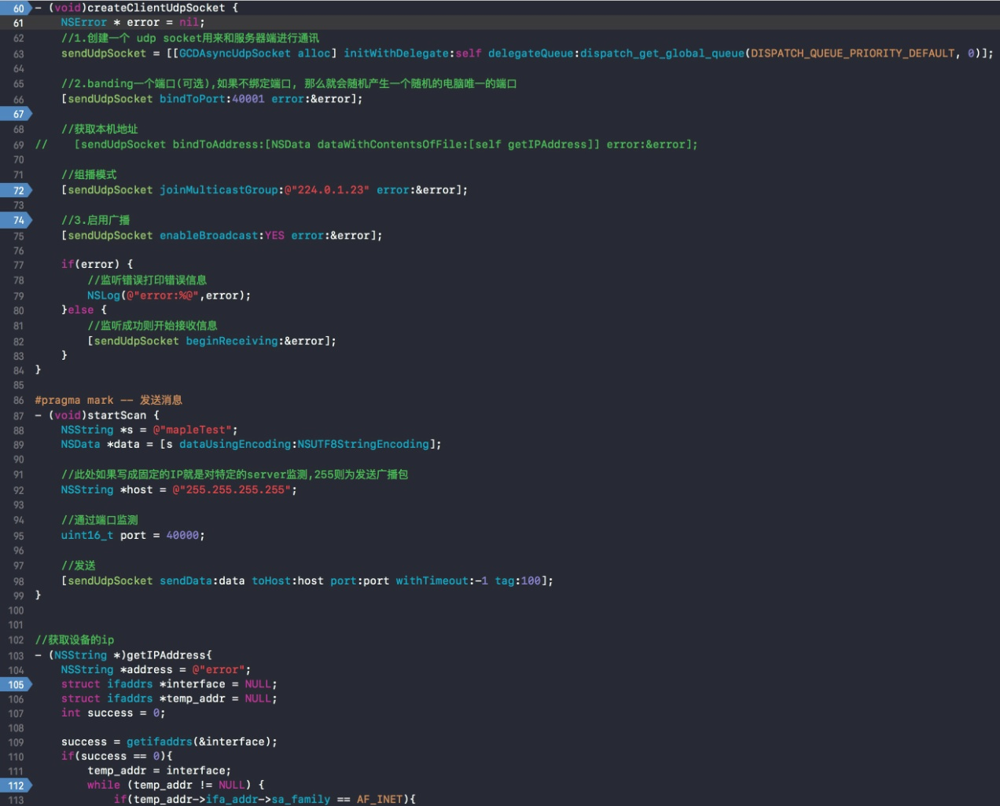 60 - (void)createClientUdpSocket {
61 NSError * error = nil;
62 //1.创建一个 udp socket用来和服务器端进行通讯
63 sendUdpSocket = [[GCDAsyncUdpSocket alloc] initWithDelegate:self delegateQueue:dispatch_get_global_queue(DISPATCH_QUEUE_PRIORITY_DEFAULT, 0)];
64
65 //2.banding一个端口(可选),如果不绑定端口, 那么就会随机产生一个随机的电脑唯一的端口
66 [sendUdpSocket bindToPort:40001 error:&error];
67
68 //获取本机地址
69 // [sendUdpSocket bindToAddress:[NSData dataWithContentsOfFile:[self getIPAddress]] error:&error];
70
71 //组播模式
72 [sendUdpSocket joinMulticastGroup:@"224.0.1.23" error:&error];
73
74 //3.启用广播
75 [sendUdpSocket enableBroadcast:YES error:&error];
76
77 if(error) {
78 //监听错误打印错误信息
79 NSLog(@"error:%@",error);
80 }else {
81 //监听成功则开始接收信息
82 [sendUdpSocket beginReceiving:&error];
83 }
84 }
85
86 #pragma mark -- 发送消息
87 - (void)startScan {
88 NSString *s = @"mapleTest";
89 NSData *data = [s dataUsingEncoding:NSUTF8StringEncoding];
90
91 //此处如果写成固定的IP就是对特定的server监测,255则为发送广播包
92 NSString *host = @"255.255.255.255";
93
94 //通过端口监测
95 uint16_t port = 40000;
96
97 //发送
98 [sendUdpSocket sendData:data toHost:host port:port withTimeout:-1 tag:100];
99 }
100
101
102 //获取设备的ip
103 - (NSString *)getIPAddress{
104 NSString *address = @"error";
105 struct ifaddrs *interface = NULL;
106 struct ifaddrs *temp_addr = NULL;
107 int success = 0;
108
109 success = getifaddrs(&interface);
110 if(success == 0){
111 temp_addr = interface;
112 while (temp_addr != NULL) {
113 if(temp_addr->ifa_addr->sa_family == AF_INET){